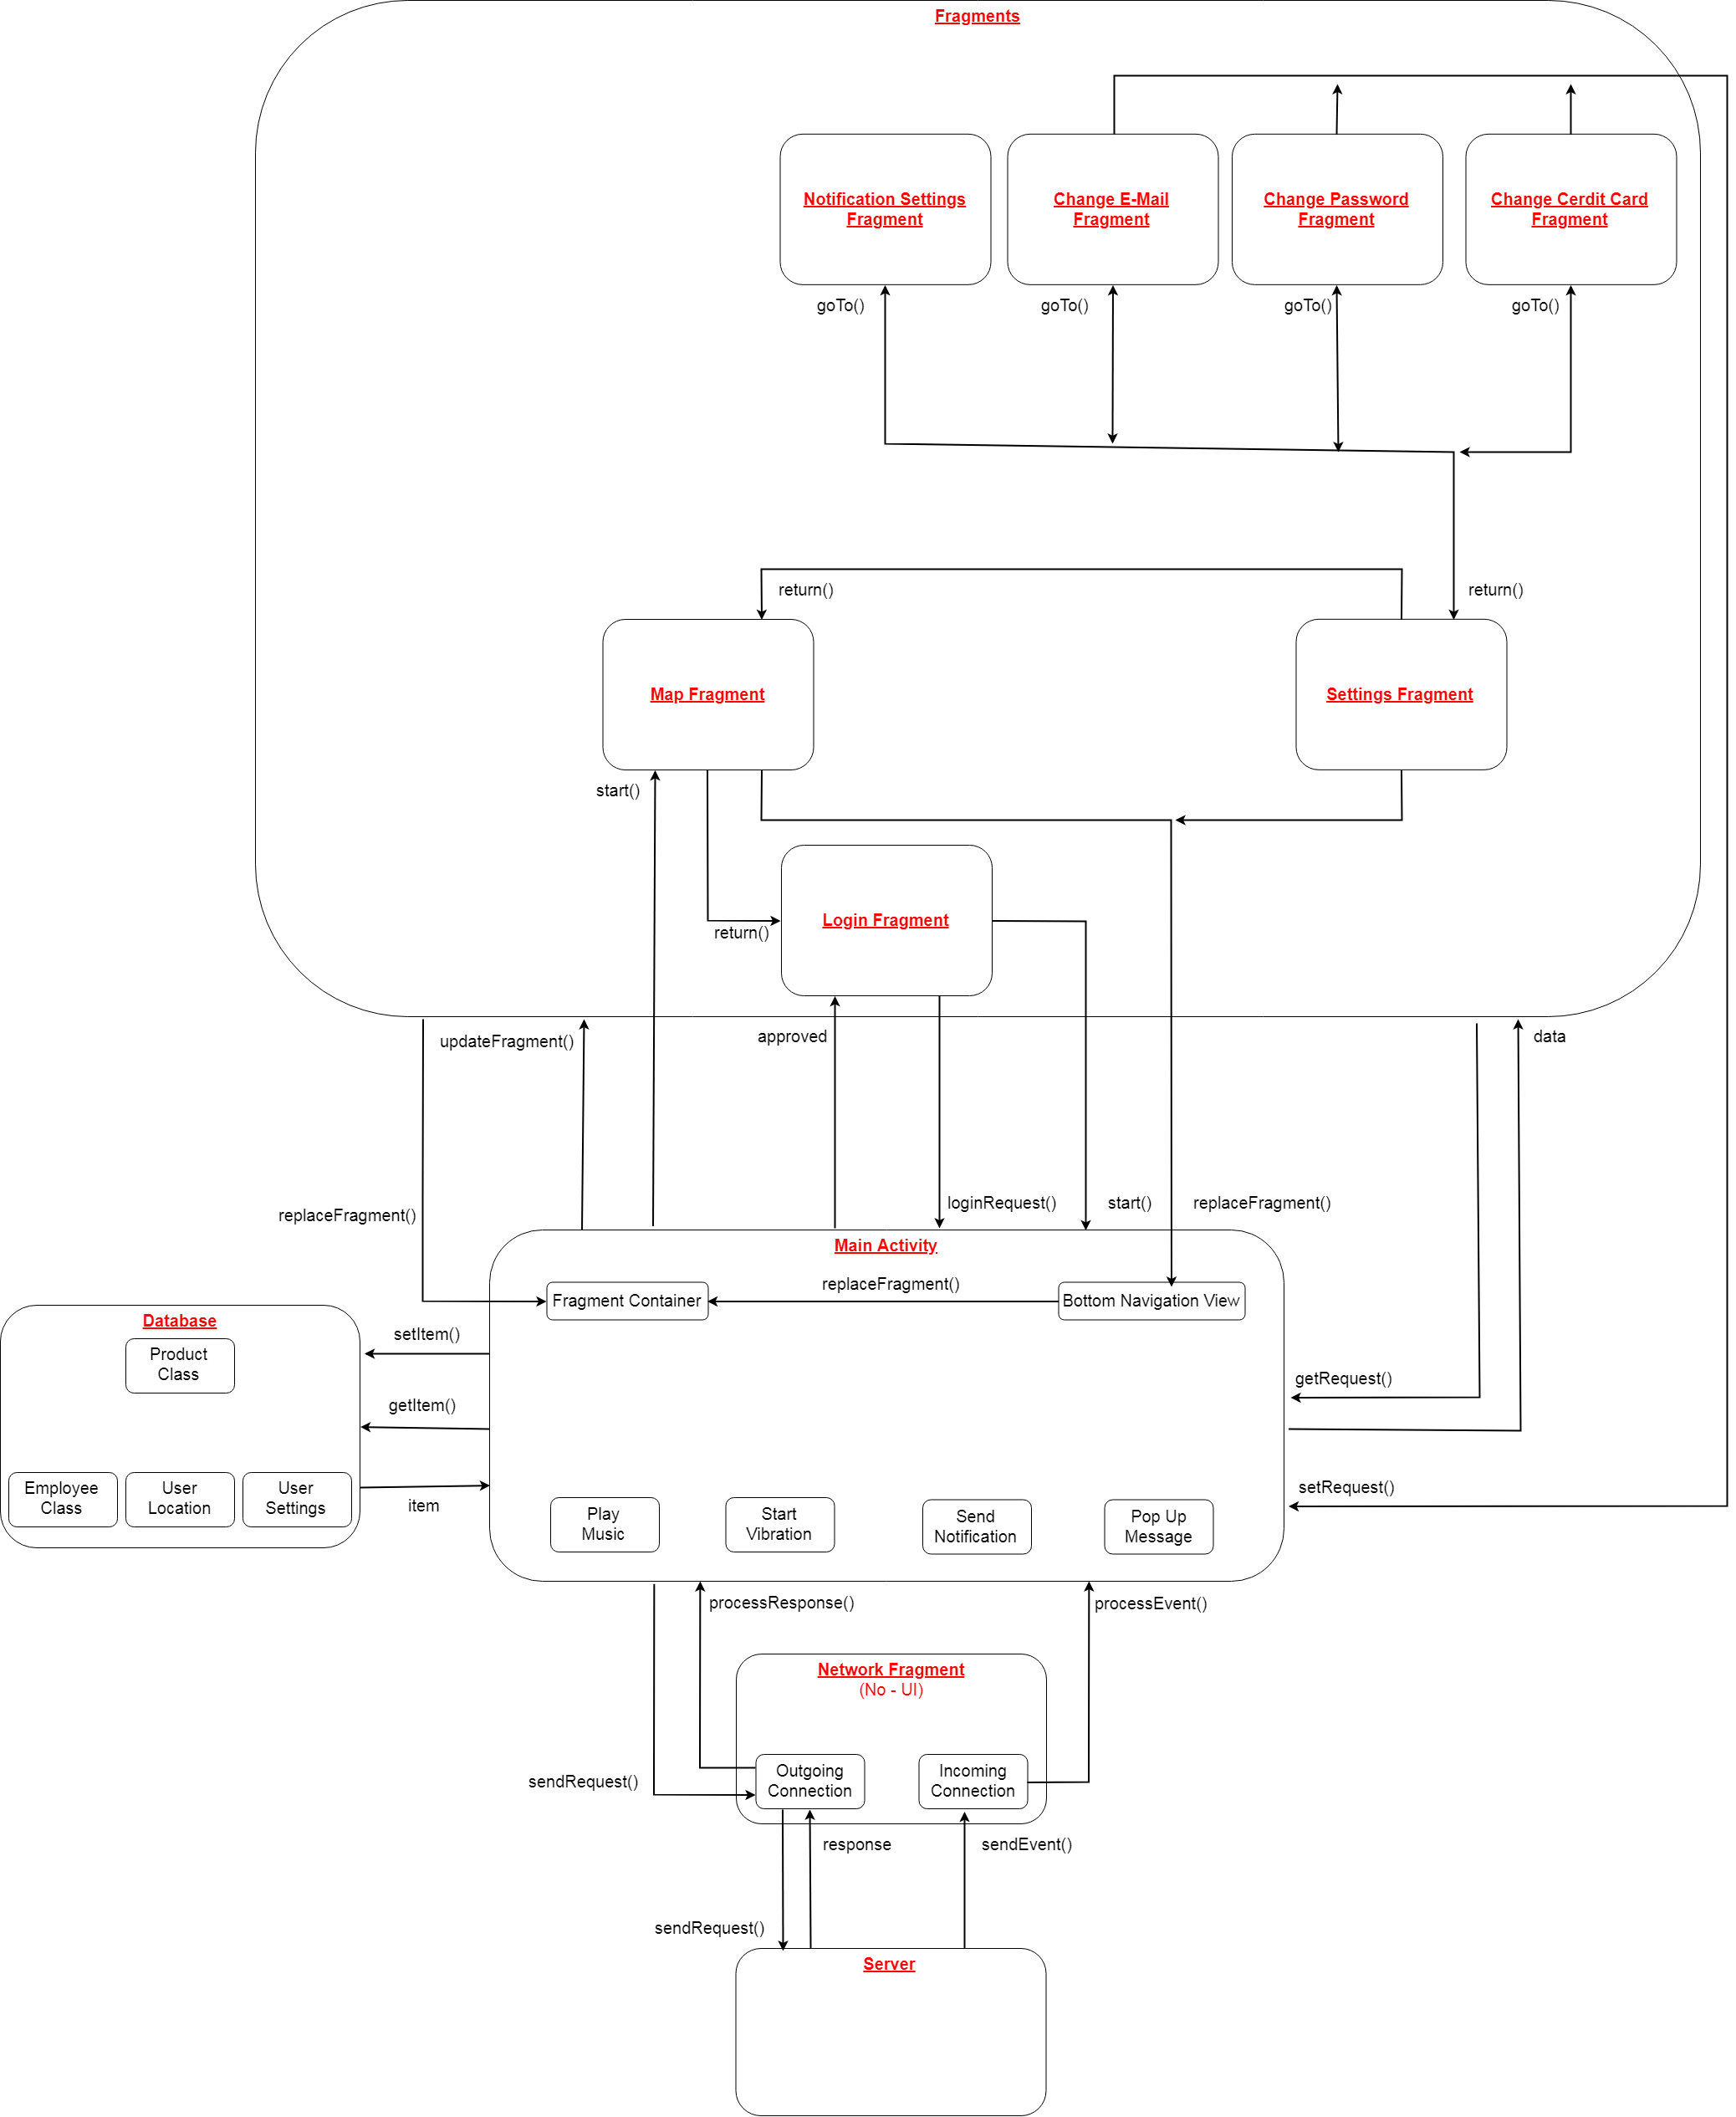 Fragments
Notification Settings
Fragment
Change E-Mail
Fragment
Change Password
Fragment
Change Cerdit Card
Fragment
goTo()
goTo()
goTo()
goTo()
return()
return()
Map Fragment
Settings Fragment
start()
Login Fragment
return()
updateFragment()
approved
data
replaceFragment()
loginRequest()
start()
replaceFragment()
Main Activity
replaceFragment()
Fragment Container
Bottom Navigation View
Database
Product
Class
setItem()
getItem()
getRequest()
Employee
Class
User
Location
User
Settings
item
setRequest()
Play
Music
Start
Vibration
Send
Notification
Pop Up
Message
processResponse()
processEvent()
Network Fragment
(No - UI)
sendRequest()
Outgoing
Connection
Incoming
Connection
response
sendEvent()
sendRequest()
Server